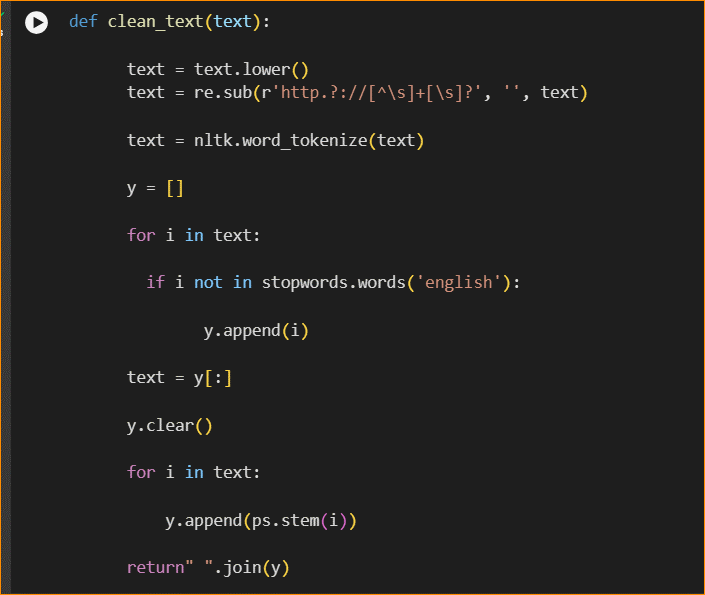 def clean_text(text):
text = text.lower()
text = re.sub(r'http.?://[^\s]+[\s]?', '', text)
text = nltk.word_tokenize(text)
y = []
for i in text:
if i not in stopwords.words('english'):
y.append(i)
text = y[:]
y.clear()
for i in text:
y.append(ps.stem(i))
return" ".join(y)